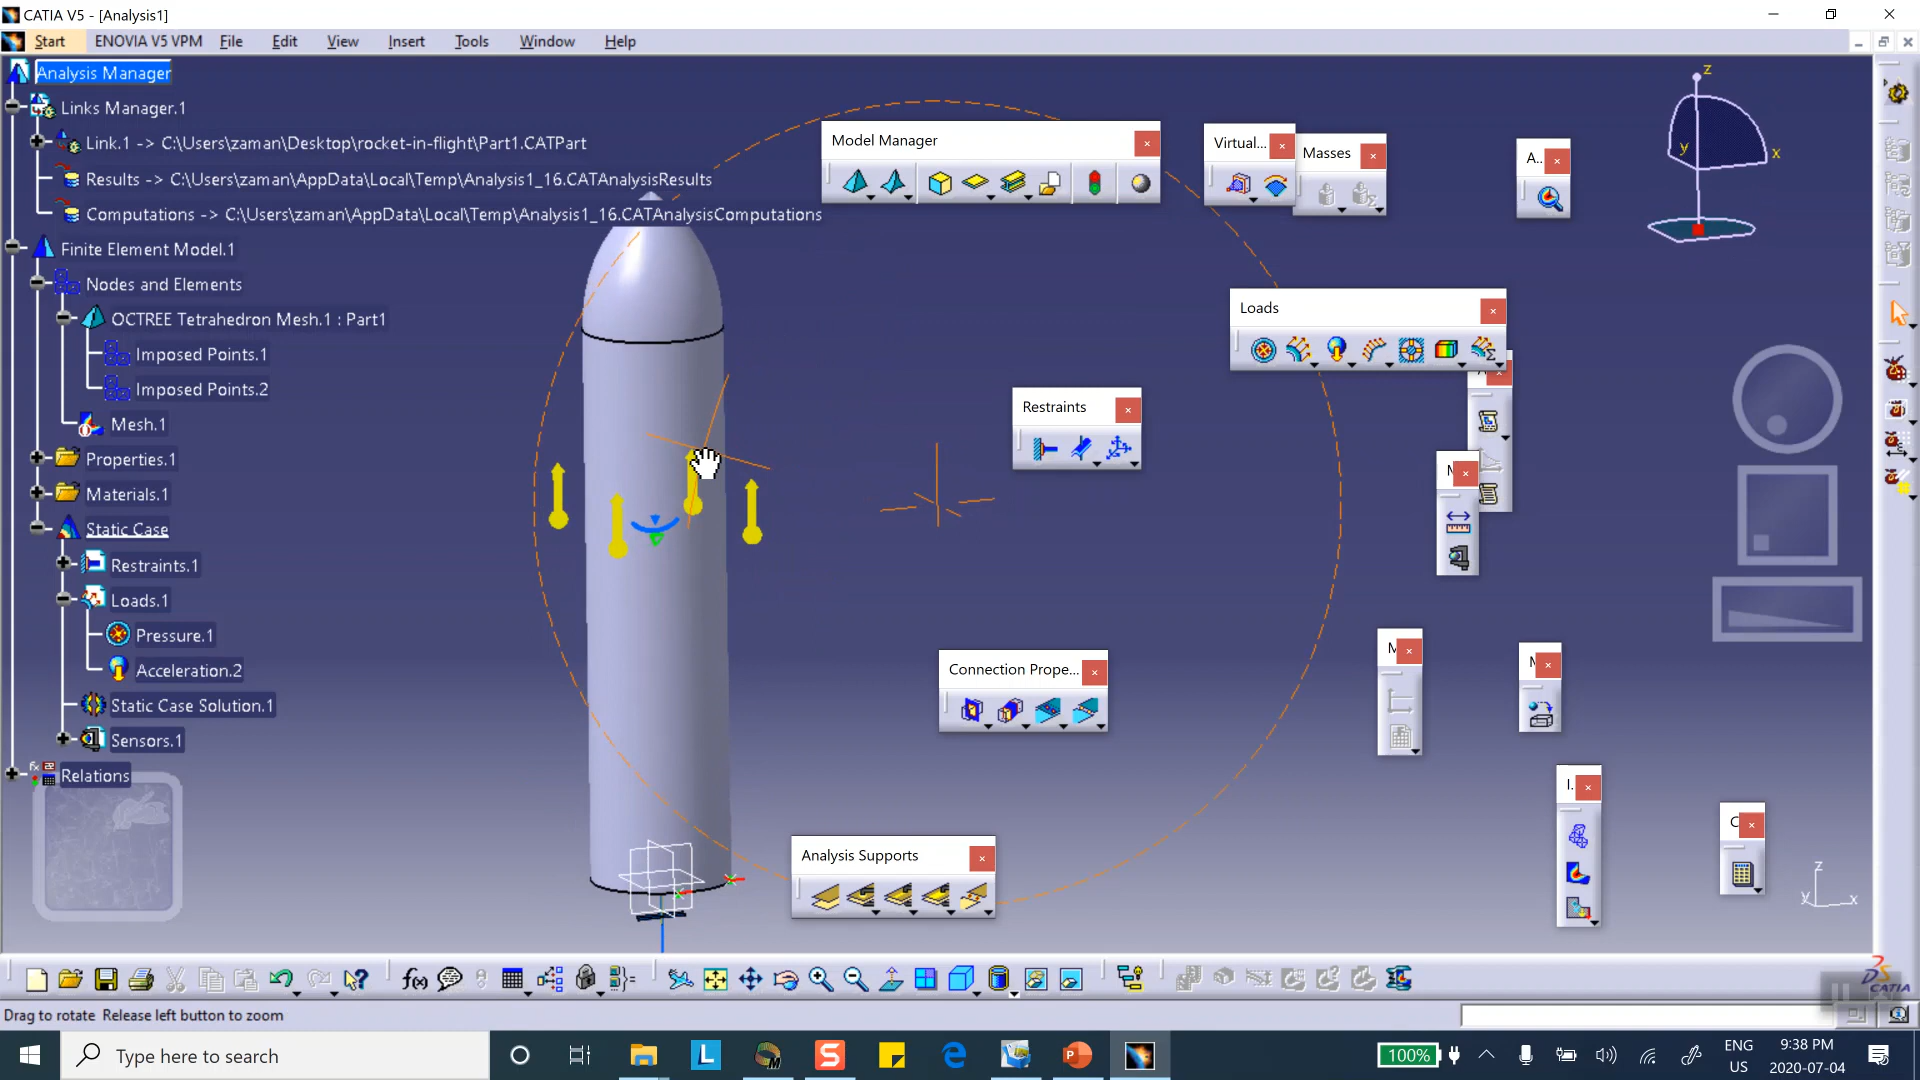 CATIA V5 - [Analysis1]
Start ENOVIA V5 VPM File Edit View Insert Tools Window Help
Analysis Manager
Links Manager.1
Link.1 -> C:\Users\zaman\Desktop\rocket-in-flight\Part1.CATPart
Results -> C:\Users\zaman\AppData\Local\Temp\Analysis1_16.CATAnalysisResults
Computations -> C:\Users\zaman\AppData\Local\Temp\Analysis1_16.CATAnalysisComputations
Finite Element Model.1
Nodes and Elements
OCTREE Tetrahedron Mesh.1 : Part1
Imposed Points.1
Imposed Points.2
Mesh.1
Properties.1
Materials.1
Static Case
Restraints.1
Loads.1
Pressure.1
Acceleration.2
Static Case Solution.1
Sensors.1
Relations
Model Manager
Virtual...
Masses
A..
z
y
x
Loads
Restraints
M
Connection Prope...
M
M
I.
C
Analysis Supports
z
y x
f(x)
CATIA
Drag to rotate Release left button to zoom
Type here to search
L
S
P
100%
ENG
US
9:38 PM
2020-07-04